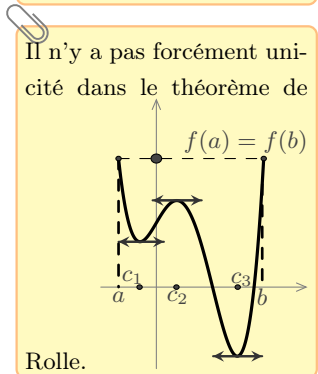 Il n'y a pas forcément uni-
cité dans le théorème de
f(a) = f(b)
c₁
c₃
a
c₂
b
Rolle.